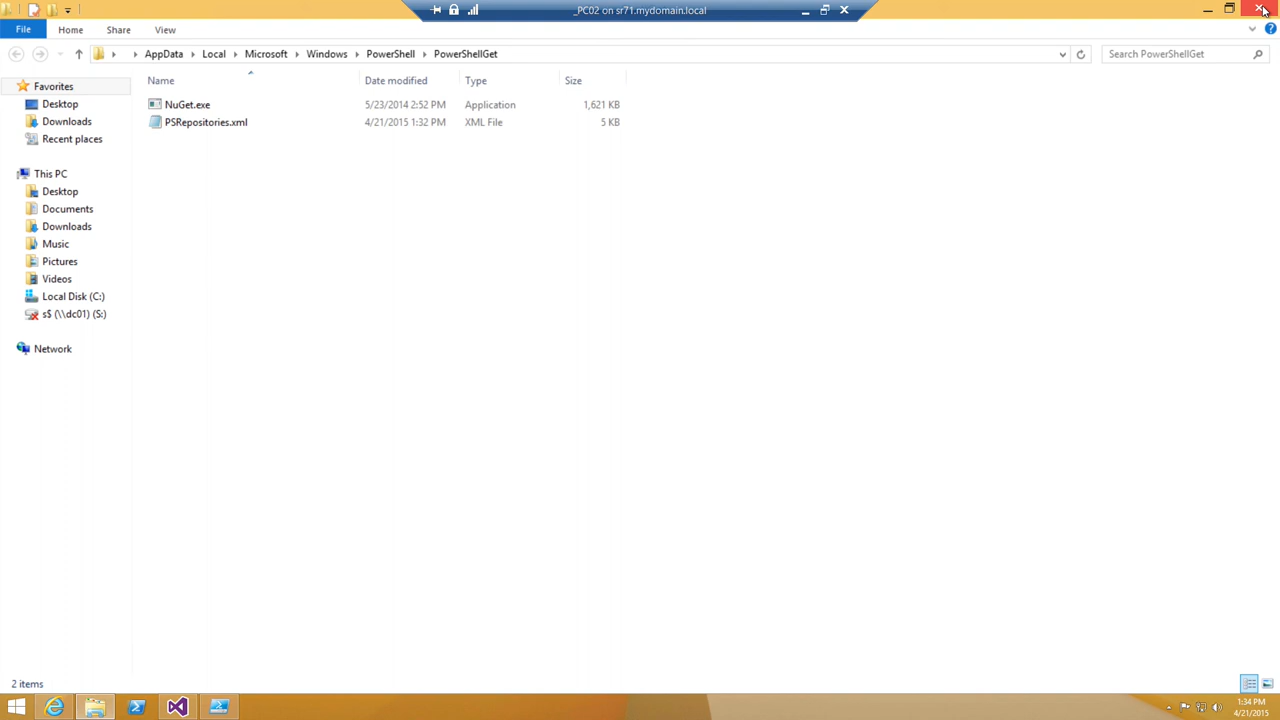 _PC02 on sr71.mydomain.local
File Home Share View
AppData Local Microsoft Windows PowerShell PowerShellGet
Search PowerShellGet
Name Date modified Type Size
NuGet.exe 5/23/2014 2:52 PM Application 1,621 KB
PSRepositories.xml 4/21/2015 1:32 PM XML File 5 KB
Favorites
Desktop
Downloads
Recent places
This PC
Desktop
Documents
Downloads
Music
Pictures
Videos
Local Disk (C:)
s$ (\\dc01) (S:)
Network
2 items
1:34 PM
4/21/2015